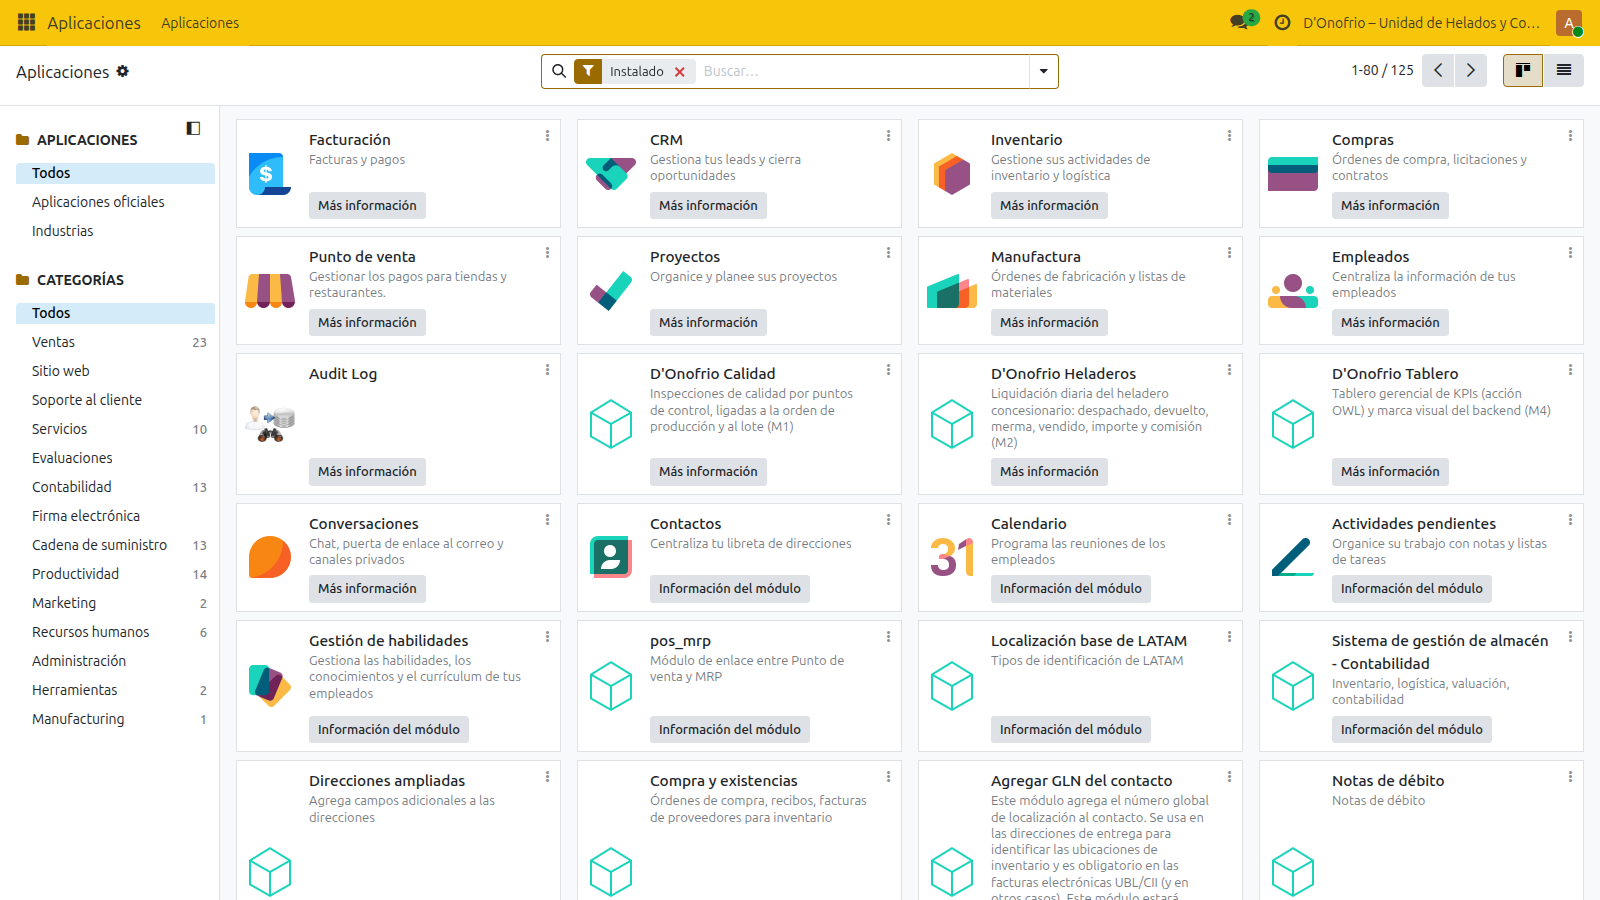 Aplicaciones
Aplicaciones
2
D'Onofrio – Unidad de Helados y Co...
A
Aplicaciones
Instalado
Buscar...
1-80 / 125
APLICACIONES
Todos
Aplicaciones oficiales
Industrias
CATEGORÍAS
Todos
Ventas 23
Sitio web
Soporte al cliente
Servicios 10
Evaluaciones
Contabilidad 13
Firma electrónica
Cadena de suministro 13
Productividad 14
Marketing 2
Recursos humanos 6
Administración
Herramientas 2
Manufacturing 1
Facturación
Facturas y pagos
Más información
$
CRM
Gestiona tus leads y cierra
oportunidades
Más información
Inventario
Gestione sus actividades de
inventario y logística
Más información
Compras
Órdenes de compra, licitaciones y
contratos
Más información
Punto de venta
Gestionar los pagos para tiendas y
restaurantes.
Más información
Proyectos
Organice y planee sus proyectos
Más información
Manufactura
Órdenes de fabricación y listas de
materiales
Más información
Empleados
Centraliza la información de tus
empleados
Más información
Audit Log
Más información
D'Onofrio Calidad
Inspecciones de calidad por puntos
de control, ligadas a la orden de
producción y al lote (M1)
Más información
D'Onofrio Heladeros
Liquidación diaria del heladero
concesionario: despachado, devuelto,
merma, vendido, importe y comisión
(M2)
Más información
D'Onofrio Tablero
Tablero gerencial de KPIs (acción
OWL) y marca visual del backend (M4)
Más información
Conversaciones
Chat, puerta de enlace al correo y
canales privados
Más información
Contactos
Centraliza tu libreta de direcciones
Información del módulo
31
Calendario
Programa las reuniones de los
empleados
Información del módulo
Actividades pendientes
Organice su trabajo con notas y listas
de tareas
Información del módulo
Gestión de habilidades
Gestiona las habilidades, los
conocimientos y el currículum de tus
empleados
Información del módulo
pos_mrp
Módulo de enlace entre Punto de
venta y MRP
Información del módulo
Localización base de LATAM
Tipos de identificación de LATAM
Información del módulo
Sistema de gestión de almacén
- Contabilidad
Inventario, logística, valuación,
contabilidad
Información del módulo
Direcciones ampliadas
Agrega campos adicionales a las
direcciones
Compra y existencias
Órdenes de compra, recibos, facturas
de proveedores para inventario
Agregar GLN del contacto
Este módulo agrega el número global
de localización al contacto. Se usa en
las direcciones de entrega para
identificar las ubicaciones de
inventario y es obligatorio en las
facturas electrónicas UBL/CII (y en
otros casos). Este módulo estará
Notas de débito
Notas de débito